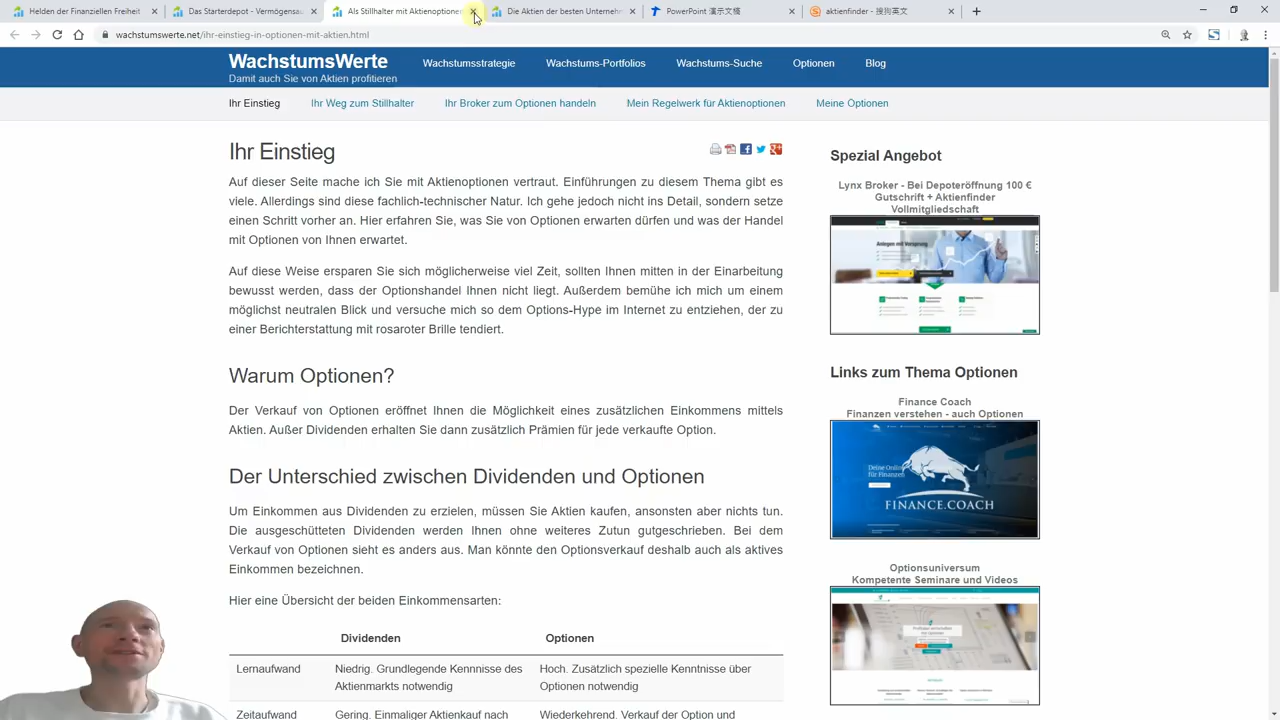 Helden der Finanziellen Freiheit
Das Starterdepot - Vermögensau
Als Stillhalter mit Aktienoptionen
Die Aktien der besten Unternehm
PowerPoint 演示文稿
aktienfinder - 搜狗英文
wachstumswerte.net/ihr-einstieg-in-optionen-mit-aktien.html
WachstumsWerte
Damit auch Sie von Aktien profitieren
Wachstumsstrategie
Wachstums-Portfolios
Wachstums-Suche
Optionen
Blog
Ihr Einstieg
Ihr Weg zum Stillhalter
Ihr Broker zum Optionen handeln
Mein Regelwerk für Aktienoptionen
Meine Optionen
Ihr Einstieg
Auf dieser Seite mache ich Sie mit Aktienoptionen vertraut. Einführungen zu diesem Thema gibt es
viele. Allerdings sind diese fachlich-technischer Natur. Ich gehe jedoch nicht ins Detail, sondern setze
einen Schritt vorher an. Hier erfahren Sie, was Sie von Optionen erwarten dürfen und was der Handel
mit Optionen von Ihnen erwartet.
Auf diese Weise ersparen Sie sich möglicherweise viel Zeit, sollten Ihnen mitten in der Einarbeitung
bewusst werden, dass der Optionshandel Ihnen nicht liegt. Außerdem bemühe ich mich um einem
neutralen Blick und versuche mich so dem Options-Hype im Internet zu entziehen, der zu
einer Berichterstattung mit rosaroter Brille tendiert.
Warum Optionen?
Der Verkauf von Optionen eröffnet Ihnen die Möglichkeit eines zusätzlichen Einkommens mittels
Aktien. Außer Dividenden erhalten Sie dann zusätzlich Prämien für jede verkaufte Option.
Der Unterschied zwischen Dividenden und Optionen
aus Dividenden zu erzielen, müssen Sie Aktien kaufen, ansonsten aber nichts tun.
Die ausgeschütteten Dividenden werden Ihnen ohne weiteres Zutun gutgeschrieben. Bei dem
Verkauf von Optionen sieht es anders aus. Man könnte den Optionsverkauf deshalb auch als aktives
Einkommen bezeichnen.
Hier die Übersicht der beiden Einkommensarten:
Dividenden
Optionen
Niedrig. Grundlegende Kenntnisse
Aktienmarkts notwendig.
Hoch. Zusätzlich spezielle Kenntnisse über
Optionen notwendig
Zeitaufwand
Gering. Einmaliger Aktienkauf nach
Wiederkehrend. Verkauf der Option und
Spezial Angebot
Lynx Broker - Bei Depoteröffnung 100 €
Gutschrift + Aktienfinder
Vollmitgliedschaft
Anlegen mit Vorsprung
Links zum Thema Optionen
Finance Coach
Finanzen verstehen - auch Optionen
Deine Online
für Finanzen
FINANCE.COACH
Optionsuniversum
Kompetente Seminare und Videos